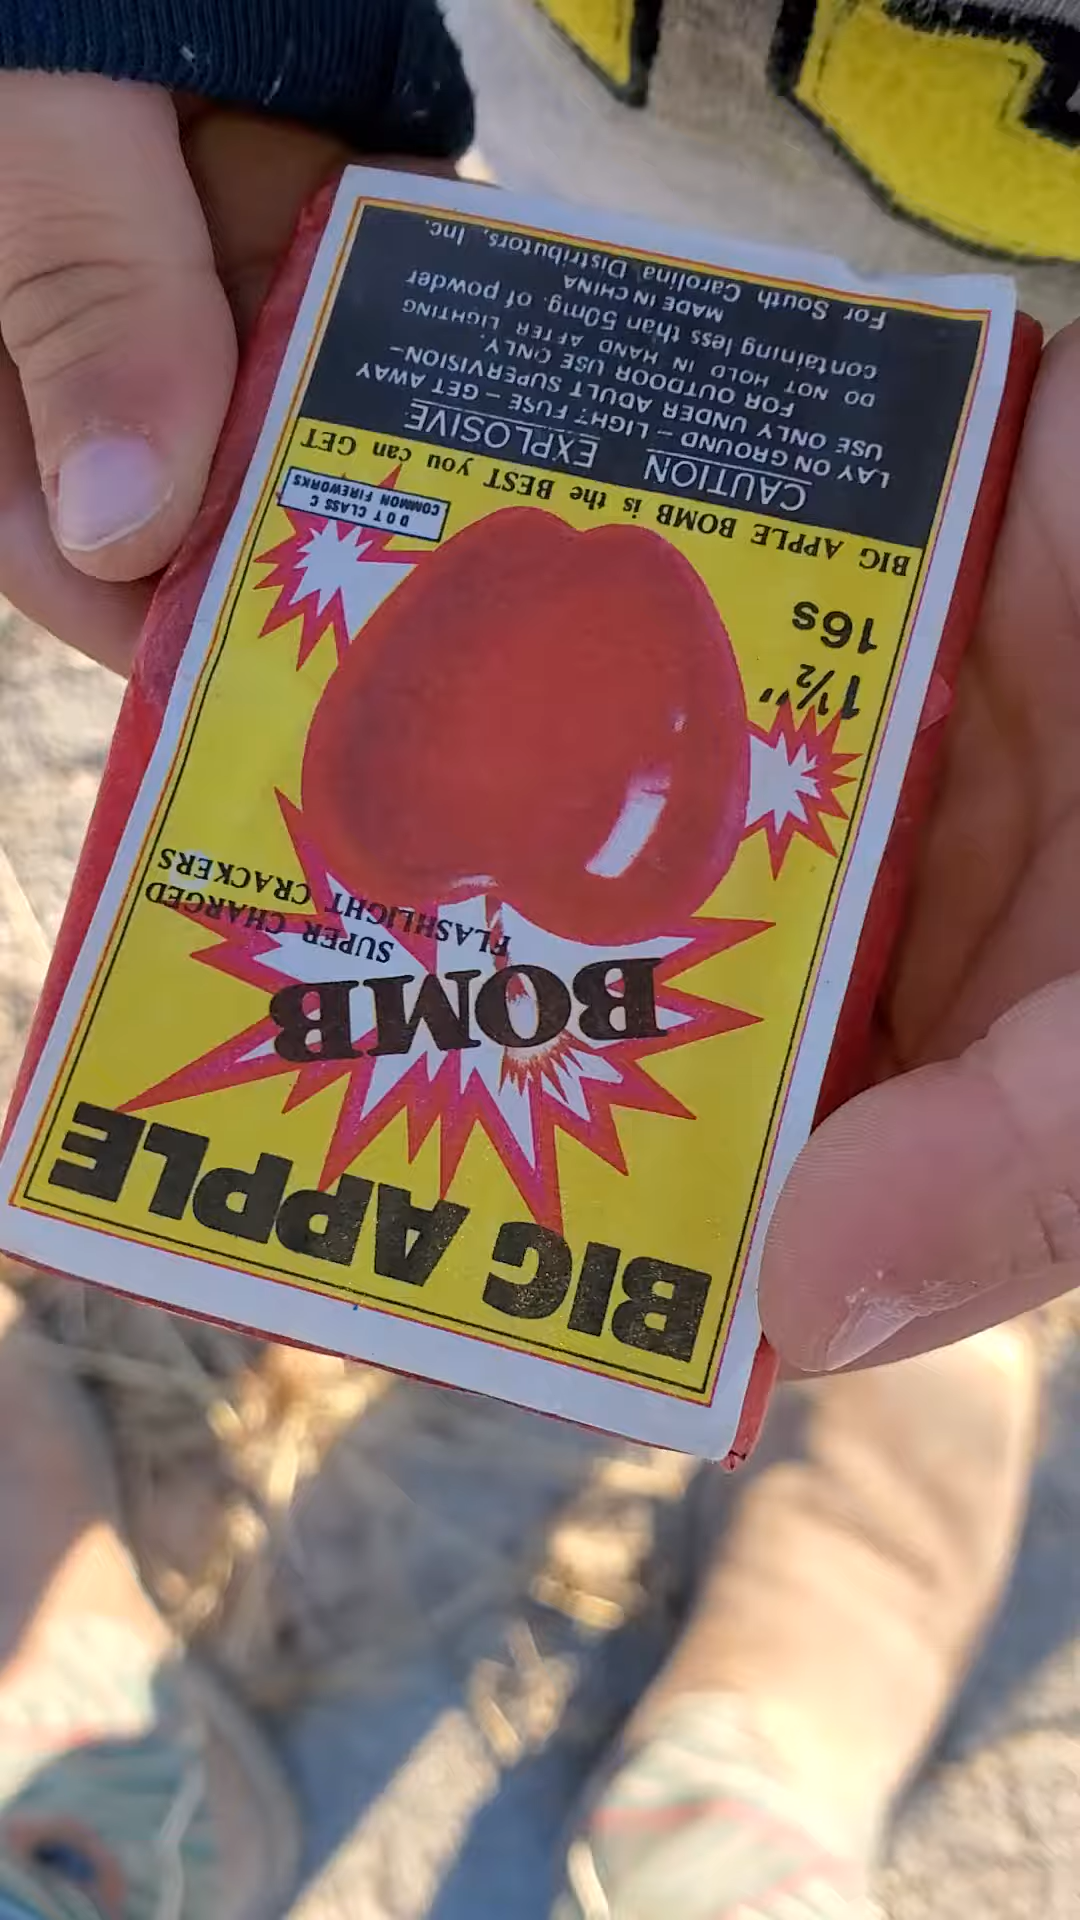 BIG APPLE
BOMB
SUPER CHARGED
FLASHLIGHT CRACKERS
1½"
16s
DOT CLASS C
COMMON FIREWORKS
BIG APPLE BOMB is the BEST you can GET
CAUTION EXPLOSIVE
LAY ON GROUND – LIGHT FUSE – GET AWAY
USE ONLY UNDER ADULT SUPERVISION–
FOR OUTDOOR USE ONLY.
DO NOT HOLD IN HAND AFTER LIGHTING
containing less than 50mg. of powder
MADE IN CHINA
For South Carolina Distributors, Inc.